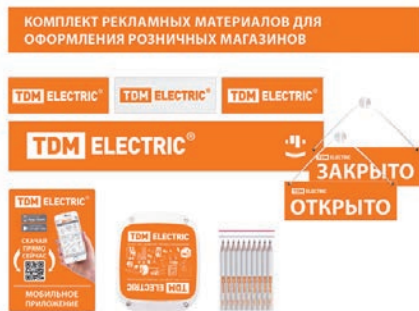 КОМПЛЕКТ РЕКЛАМНЫХ МАТЕРИАЛОВ ДЛЯ
ОФОРМЛЕНИЯ РОЗНИЧНЫХ МАГАЗИНОВ
TDM ELECTRIC®
TDM ELECTRIC®
TDM ELECTRIC®
TDM ELECTRIC®
TDM ELECTRIC
ЗАКРЫТО
TDM ELECTRIC
ОТКРЫТО
TDM ELECTRIC®
СКАЧАЙ
ПРЯМО
СЕЙЧАС
МОБИЛЬНОЕ
ПРИЛОЖЕНИЕ
TDM ELECTRIC